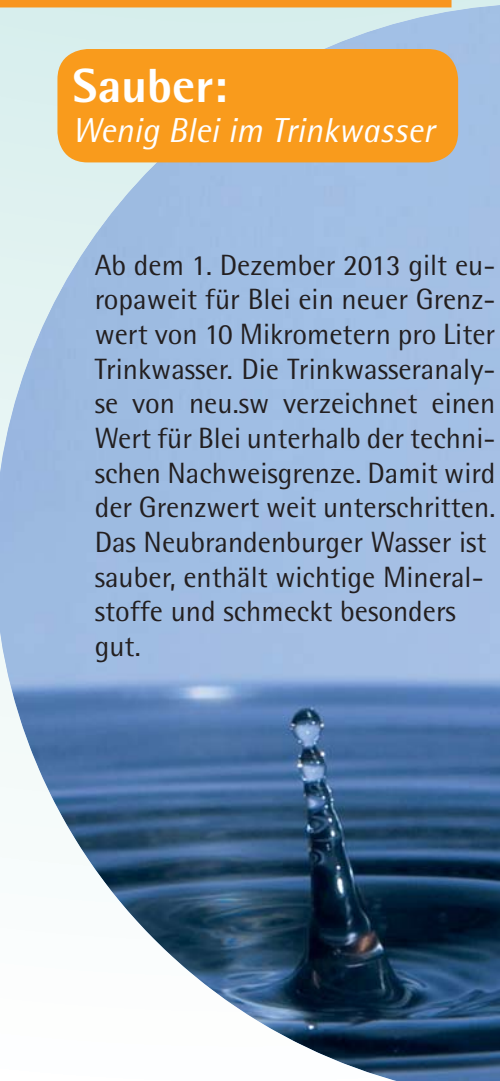 Sauber:
Wenig Blei im Trinkwasser
Ab dem 1. Dezember 2013 gilt eu-
ropaweit für Blei ein neuer Grenz-
wert von 10 Mikrometern pro Liter
Trinkwasser. Die Trinkwasseranaly-
se von neu.sw verzeichnet einen
Wert für Blei unterhalb der techni-
schen Nachweisgrenze. Damit wird
der Grenzwert weit unterschritten.
Das Neubrandenburger Wasser ist
sauber, enthält wichtige Mineral-
stoffe und schmeckt besonders
gut.